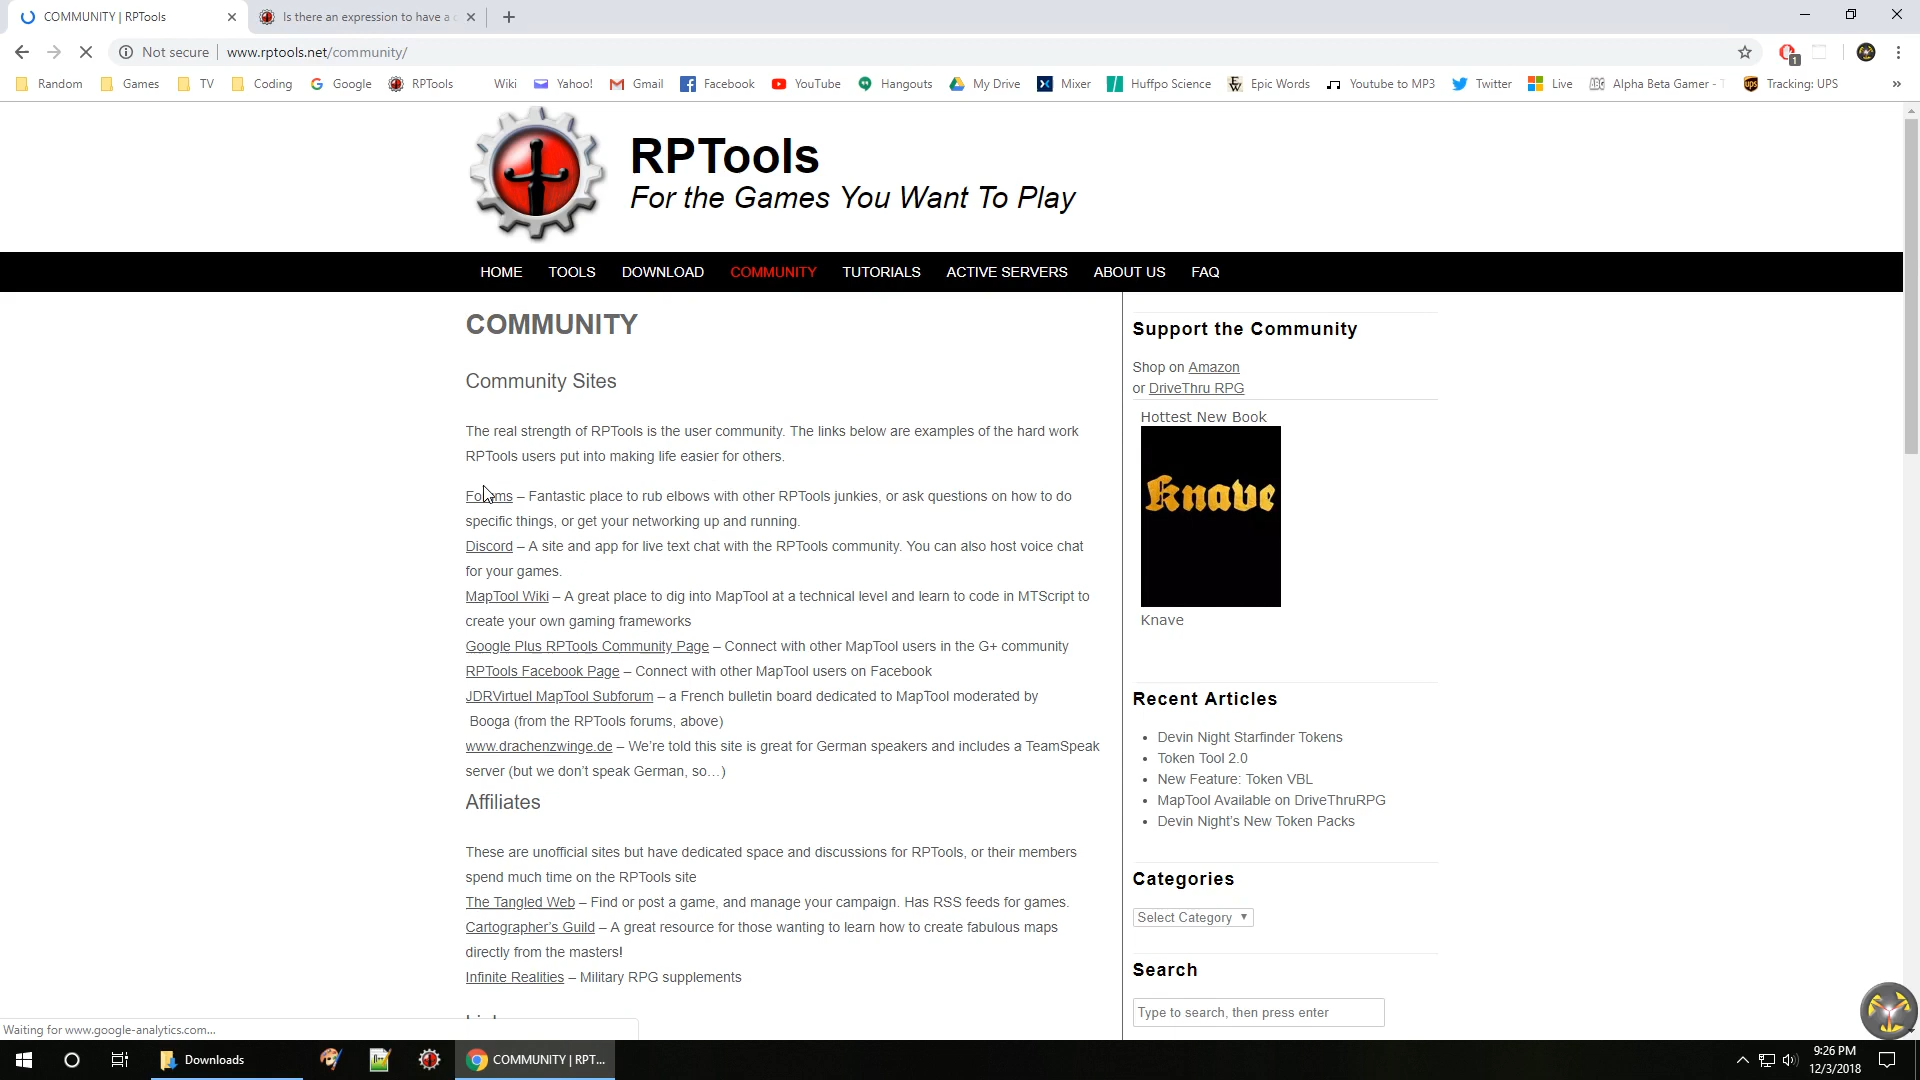 COMMUNITY | RPTools
Is there an expression to have a
Not secure
www.rptools.net/community/
1
Random
Games
TV
Coding
Google
RPTools
Wiki
Yahoo!
Gmail
Facebook
YouTube
Hangouts
My Drive
Mixer
Huffpo Science
Epic Words
Youtube to MP3
Twitter
Live
Alpha Beta Gamer -
Tracking: UPS
»
RPTools
For the Games You Want To Play
HOME
TOOLS
DOWNLOAD
COMMUNITY
TUTORIALS
ACTIVE SERVERS
ABOUT US
FAQ
COMMUNITY
Community Sites
The real strength of RPTools is the user community. The links below are examples of the hard work
RPTools users put into making life easier for others.
Forums – Fantastic place to rub elbows with other RPTools junkies, or ask questions on how to do
specific things, or get your networking up and running.
Discord – A site and app for live text chat with the RPTools community. You can also host voice chat
for your games.
MapTool Wiki – A great place to dig into MapTool at a technical level and learn to code in MTScript to
create your own gaming frameworks
Google Plus RPTools Community Page – Connect with other MapTool users in the G+ community
RPTools Facebook Page – Connect with other MapTool users on Facebook
JDRVirtuel MapTool Subforum – a French bulletin board dedicated to MapTool moderated by
Booga (from the RPTools forums, above)
www.drachenzwinge.de – We're told this site is great for German speakers and includes a TeamSpeak
server (but we don't speak German, so…)
Affiliates
These are unofficial sites but have dedicated space and discussions for RPTools, or their members
spend much time on the RPTools site
The Tangled Web – Find or post a game, and manage your campaign. Has RSS feeds for games.
Cartographer's Guild – A great resource for those wanting to learn how to create fabulous maps
directly from the masters!
Infinite Realities – Military RPG supplements
Support the Community
Shop on Amazon
or DriveThru RPG
Hottest New Book
Knave
Knave
Recent Articles
Devin Night Starfinder Tokens
Token Tool 2.0
New Feature: Token VBL
MapTool Available on DriveThruRPG
Devin Night's New Token Packs
Categories
Select Category
Search
Type to search, then press enter
Waiting for www.google-analytics.com...
Downloads
COMMUNITY | RPT...
9:26 PM
12/3/2018